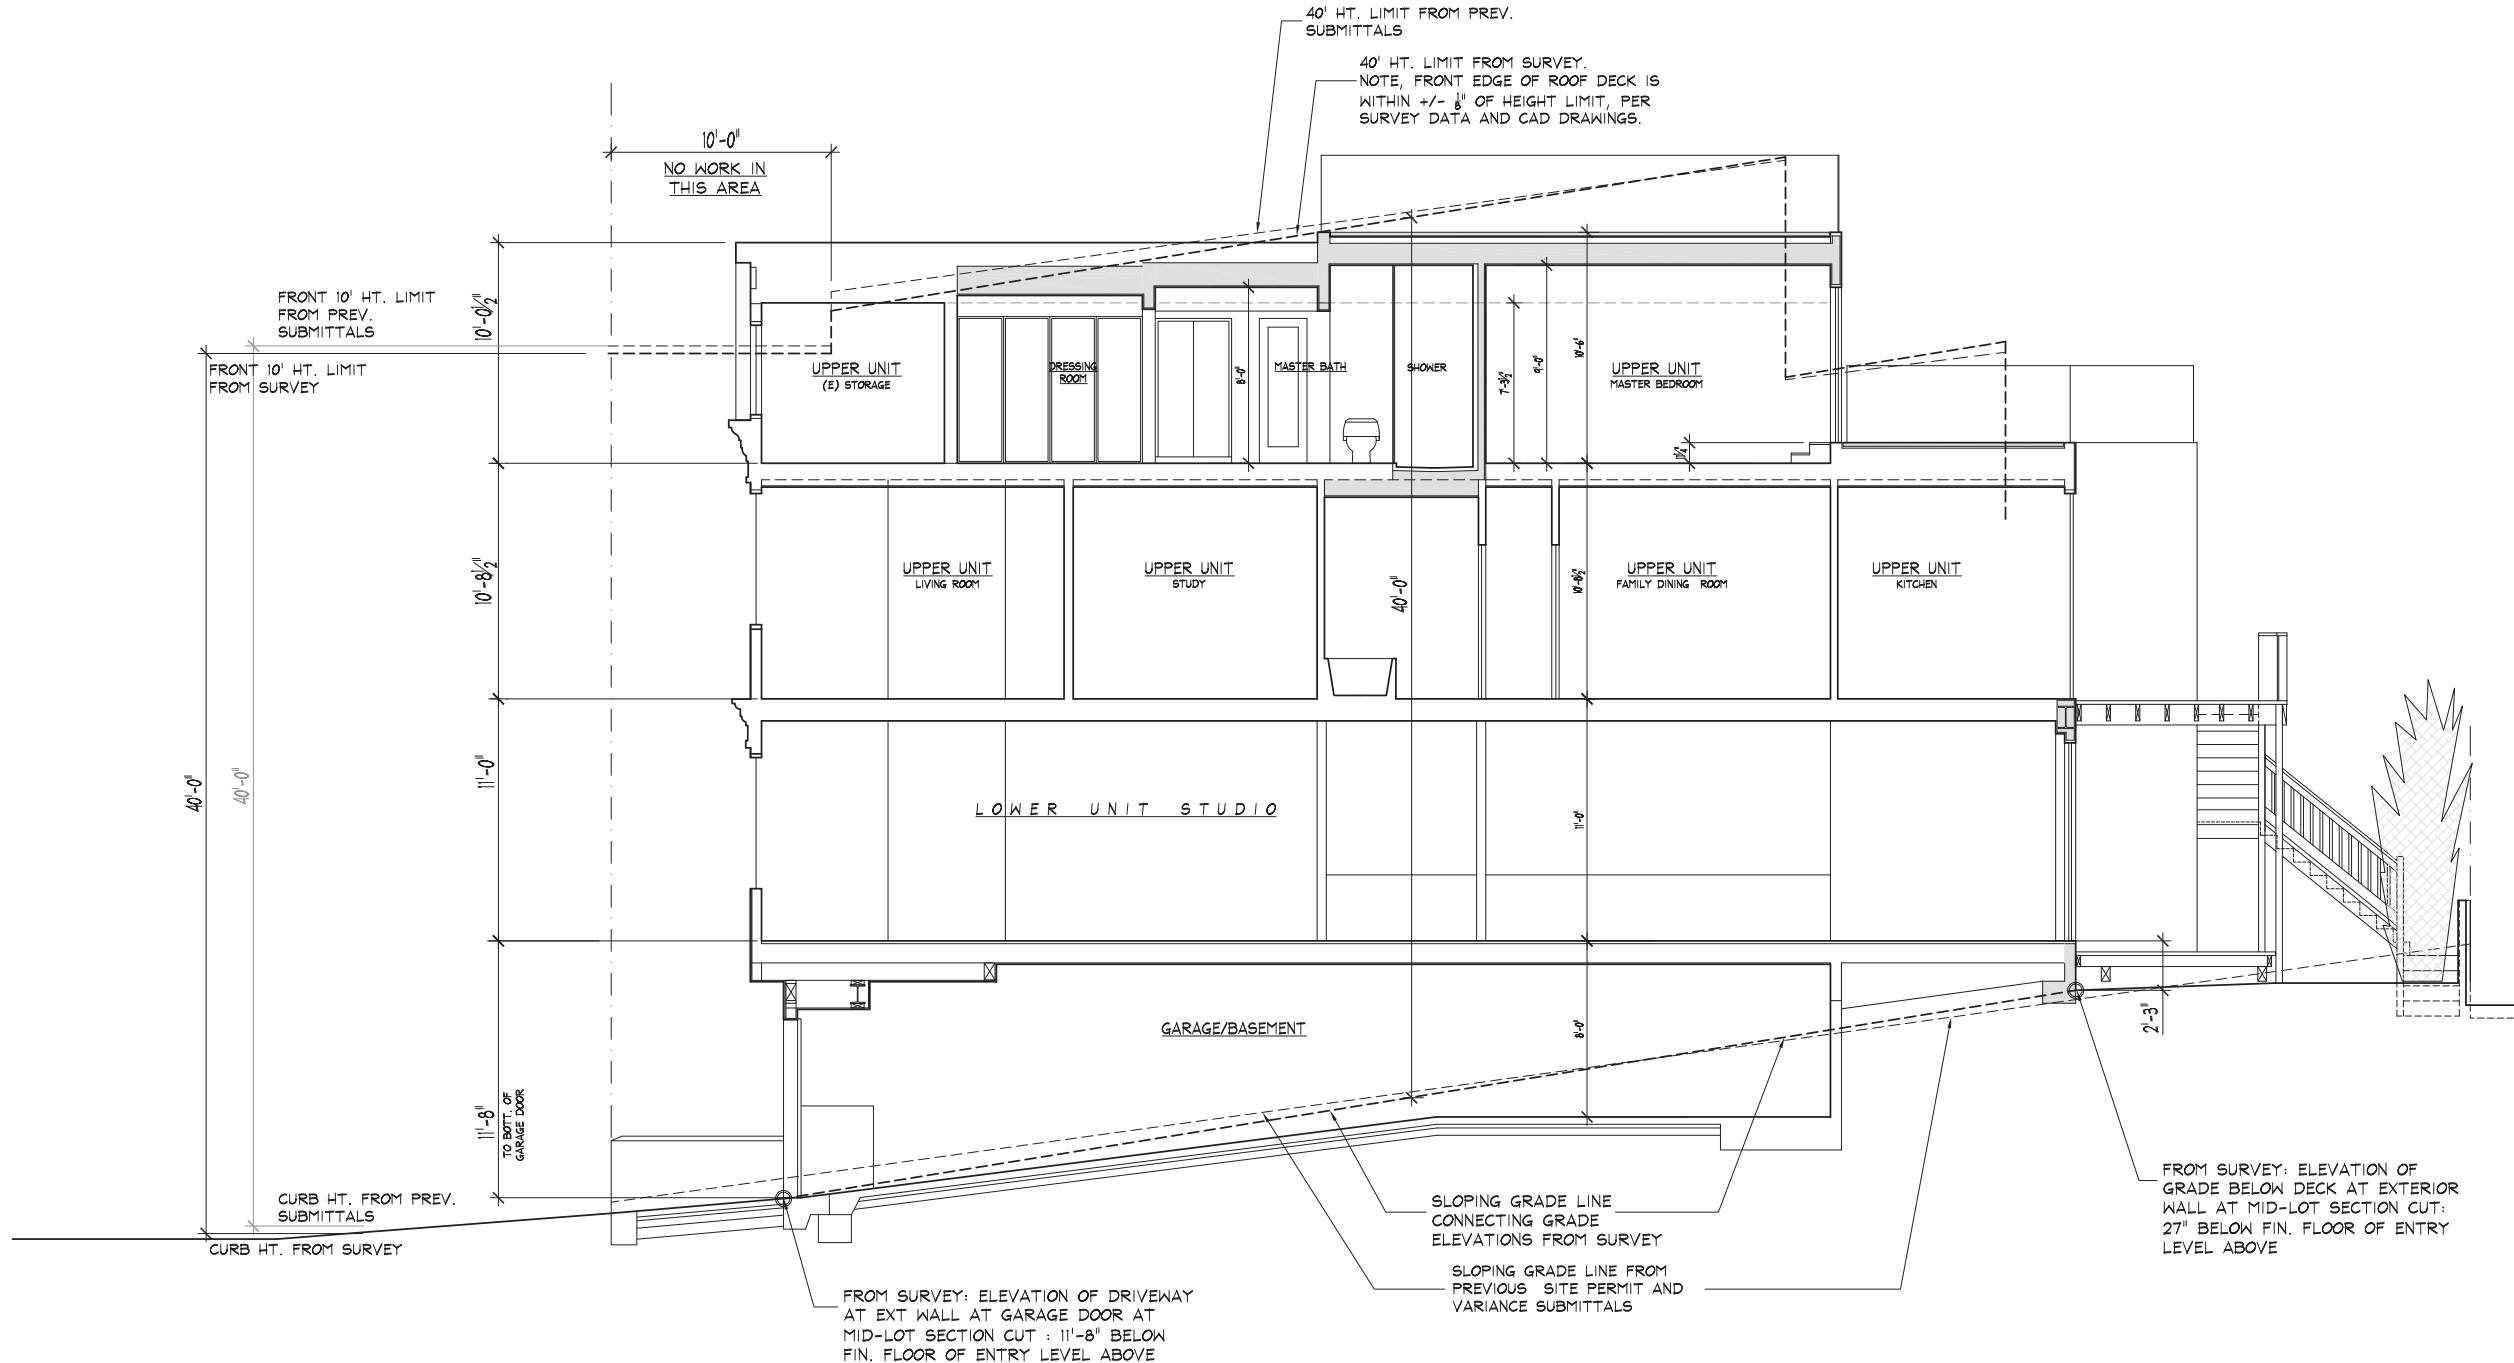 40' HT. LIMIT FROM PREV.
SUBMITTALS
40' HT. LIMIT FROM SURVEY.
NOTE, FRONT EDGE OF ROOF DECK IS
WITHIN +/- 1/8" OF HEIGHT LIMIT, PER
SURVEY DATA AND CAD DRAWINGS.
10'-0"
NO WORK IN
THIS AREA
FRONT 10' HT. LIMIT
FROM PREV.
SUBMITTALS
FRONT 10' HT. LIMIT
FROM SURVEY
10'-0 1/2"
UPPER UNIT
(E) STORAGE
DRESSING
ROOM
8'-0"
MASTER BATH
SHOWER
7'-3 1/2"
9'-0"
10'-6"
UPPER UNIT
MASTER BEDROOM
10'-8 1/2"
UPPER UNIT
LIVING ROOM
UPPER UNIT
STUDY
40'-0"
10'-8 1/2"
UPPER UNIT
FAMILY DINING ROOM
UPPER UNIT
KITCHEN
40'-0"
40'-0"
11'-0"
LOWER UNIT STUDIO
11'-0"
GARAGE/BASEMENT
8'-0"
2'-3"
11'-8"
TO BOTT. OF
GARAGE DOOR
CURB HT. FROM PREV.
SUBMITTALS
CURB HT. FROM SURVEY
SLOPING GRADE LINE
CONNECTING GRADE
ELEVATIONS FROM SURVEY
SLOPING GRADE LINE FROM
PREVIOUS SITE PERMIT AND
VARIANCE SUBMITTALS
FROM SURVEY: ELEVATION OF
GRADE BELOW DECK AT EXTERIOR
WALL AT MID-LOT SECTION CUT:
27" BELOW FIN. FLOOR OF ENTRY
LEVEL ABOVE
FROM SURVEY: ELEVATION OF DRIVEWAY
AT EXT WALL AT GARAGE DOOR AT
MID-LOT SECTION CUT : 11'-8" BELOW
FIN. FLOOR OF ENTRY LEVEL ABOVE